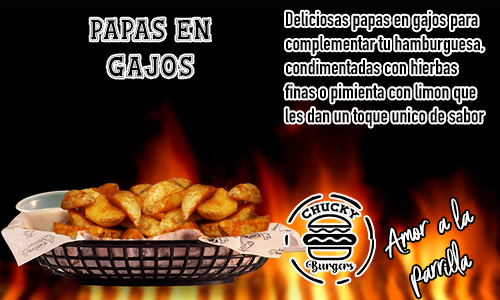 PAPAS EN
GAJOS
Deliciosas papas en gajos para
complementar tu hamburguesa,
condimentadas con hierbas
finas o pimienta con limon que
les dan un toque unico de sabor
CHUCKY
Burgers
Amor a la
parrilla